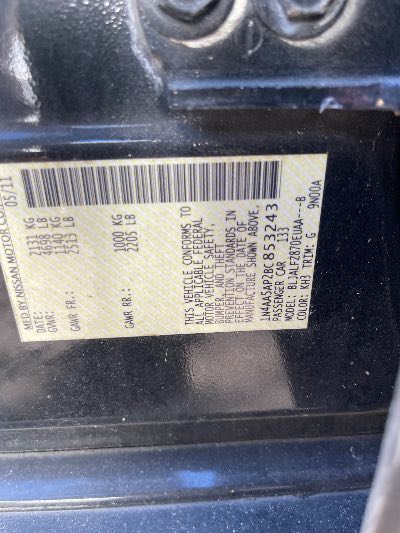 MFD BY NISSAN MOTOR CO. 05/11
GVWR: 2131 KG
4698 LB
GAWR FR.: 1140 KG
2513 LB
GAWR RR.: 1000 KG
2205 LB
THIS VEHICLE CONFORMS TO
ALL APPLICABLE FEDERAL
MOTOR VEHICLE SAFETY,
BUMPER, AND THEFT
PREVENTION STANDARDS IN
EFFECT ON THE DATE OF
MANUFACTURE SHOWN ABOVE.
1N4AA5AP2BC853243
PASSENGER CAR 133
MODEL: BLJALFZ870EUAA---B
COLOR: KH3 TRIM: G
9N00A